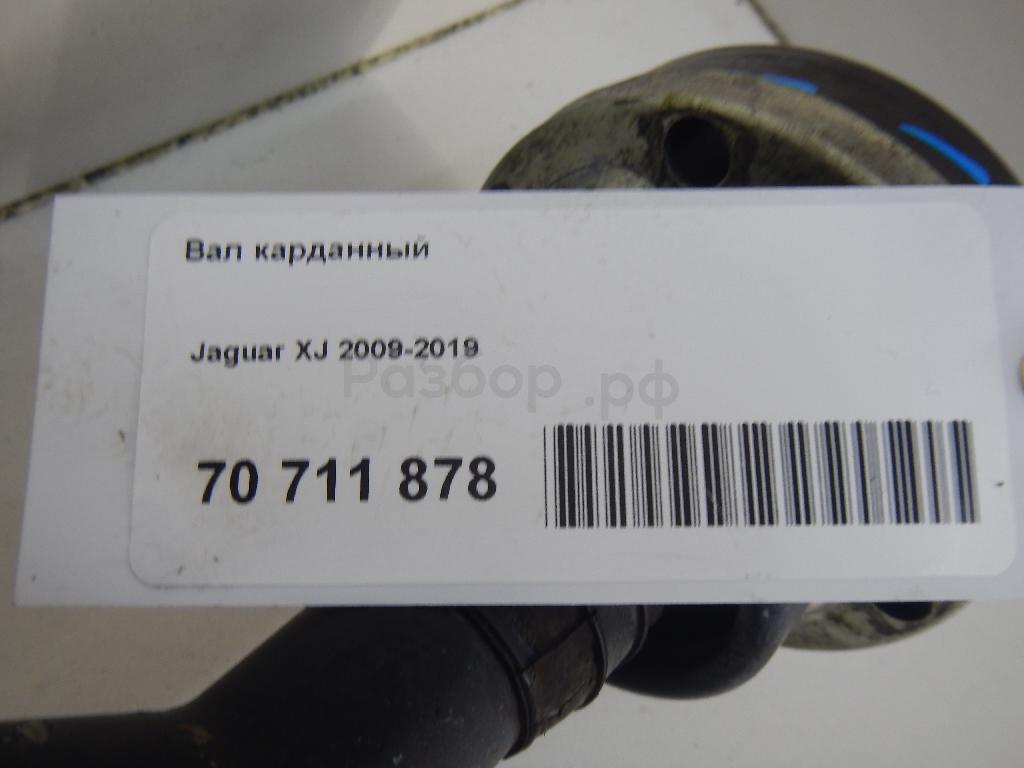 Вал карданный
Jaguar XJ 2009-2019
Разбор.рф
70 711 878